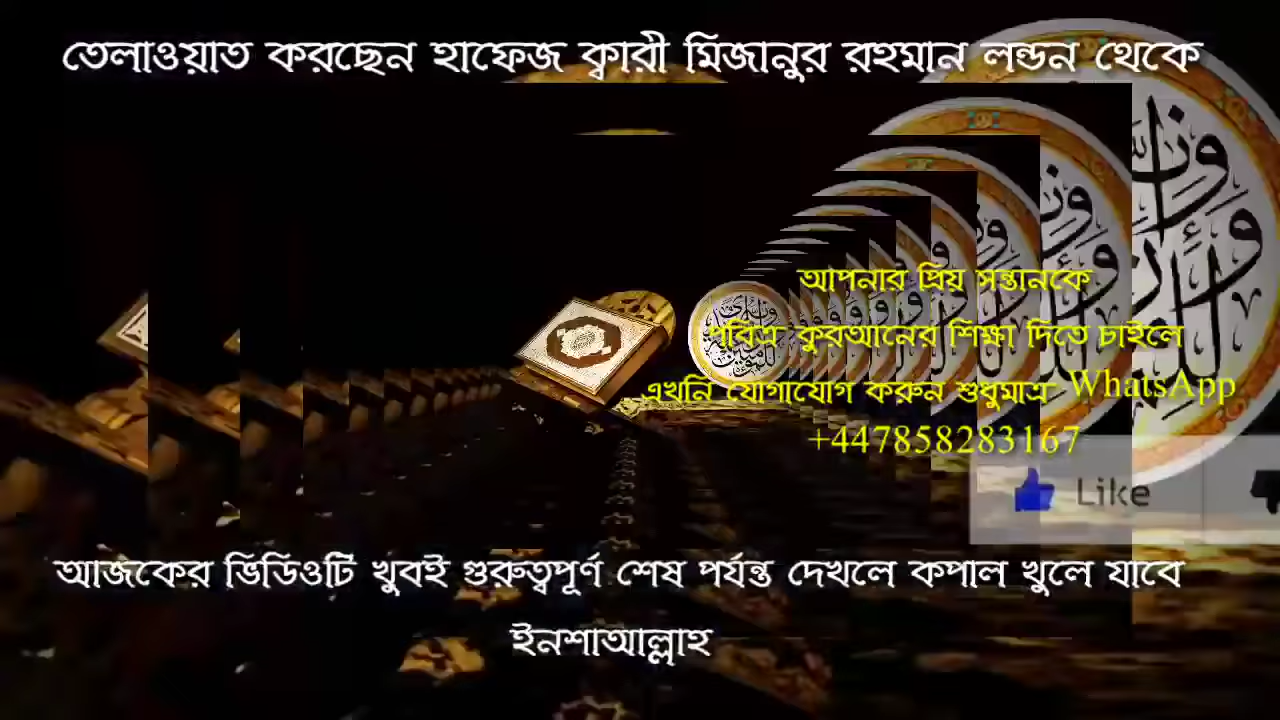 তেলাওয়াত করছেন হাফেজ ক্বারী মিজানুর রহমান লন্ডন থেকে
আপনার প্রিয় সন্তানকে
পবিত্র কুরআনের শিক্ষা দিতে চাইলে
এখনি যোগাযোগ করুন শুধুমাত্র WhatsApp
+447858283167
Like
আজকের ভিডিওটি খুবই গুরুত্বপূর্ণ শেষ পর্যন্ত দেখলে কপাল খুলে যাবে
ইনশাআল্লাহ